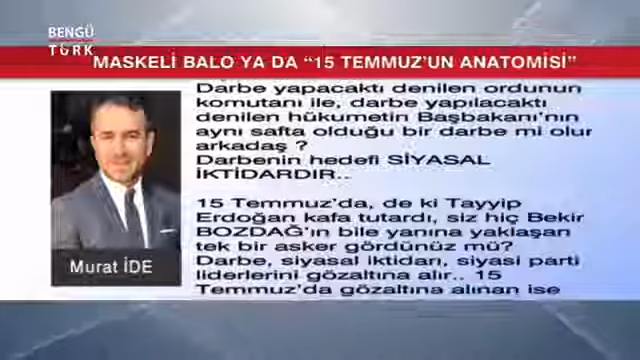 BENGÜ
TÜRK
MASKELİ BALO YA DA “15 TEMMUZ’UN ANATOMİSİ”
Darbe yapacaktı denilen ordunun
komutanı ile, darbe yapılacaktı
denilen hükumetin Başbakanı'nın
aynı safta olduğu bir darbe mi olur
arkadaş ?
Darbenin hedefi SİYASAL
İKTİDARDIR..
15 Temmuz'da, de ki Tayyip
Erdoğan kafa tutardı, siz hiç Bekir
BOZDAĞ'ın bile yanına yaklaşan
tek bir asker gördünüz mü?
Darbe, siyasal iktidarı, siyasi parti
liderlerini gözaltına alır.. 15
Temmuz'da gözaltına alınan ise
Murat İDE